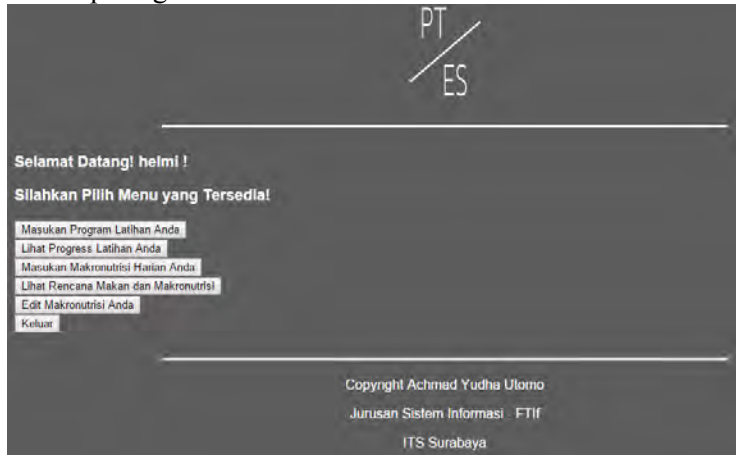 PT
ES
Selamat Datang! helmi !
Silahkan Pilih Menu yang Tersedia!
Masukan Program Latihan Anda
Lihat Progress Latihan Anda
Masukan Makronutrisi Harian Anda
Lihat Rencana Makan dan Makronutrisi
Edit Makronutrisi Anda
Keluar
Copyright Achmad Yudha Utomo
Jurusan Sistem Informasi - FTIf
ITS Surabaya